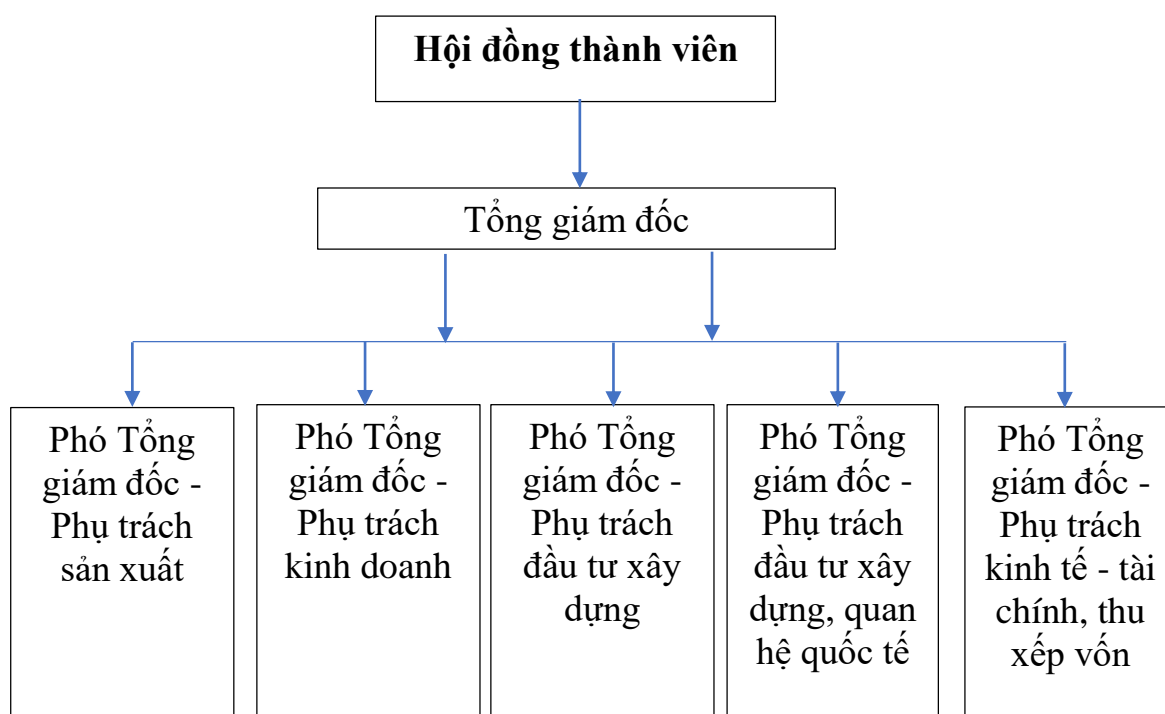 Hội đồng thành viên
Tổng giám đốc
Phó Tổng
giám đốc -
Phụ trách
sản xuất
Phó Tổng
giám đốc -
Phụ trách
kinh doanh
Phó Tổng
giám đốc -
Phụ trách
đầu tư xây
dựng
Phó Tổng
giám đốc -
Phụ trách
đầu tư xây
dựng, quan
hệ quốc tế
Phó Tổng
giám đốc -
Phụ trách
kinh tế - tài
chính, thu
xếp vốn